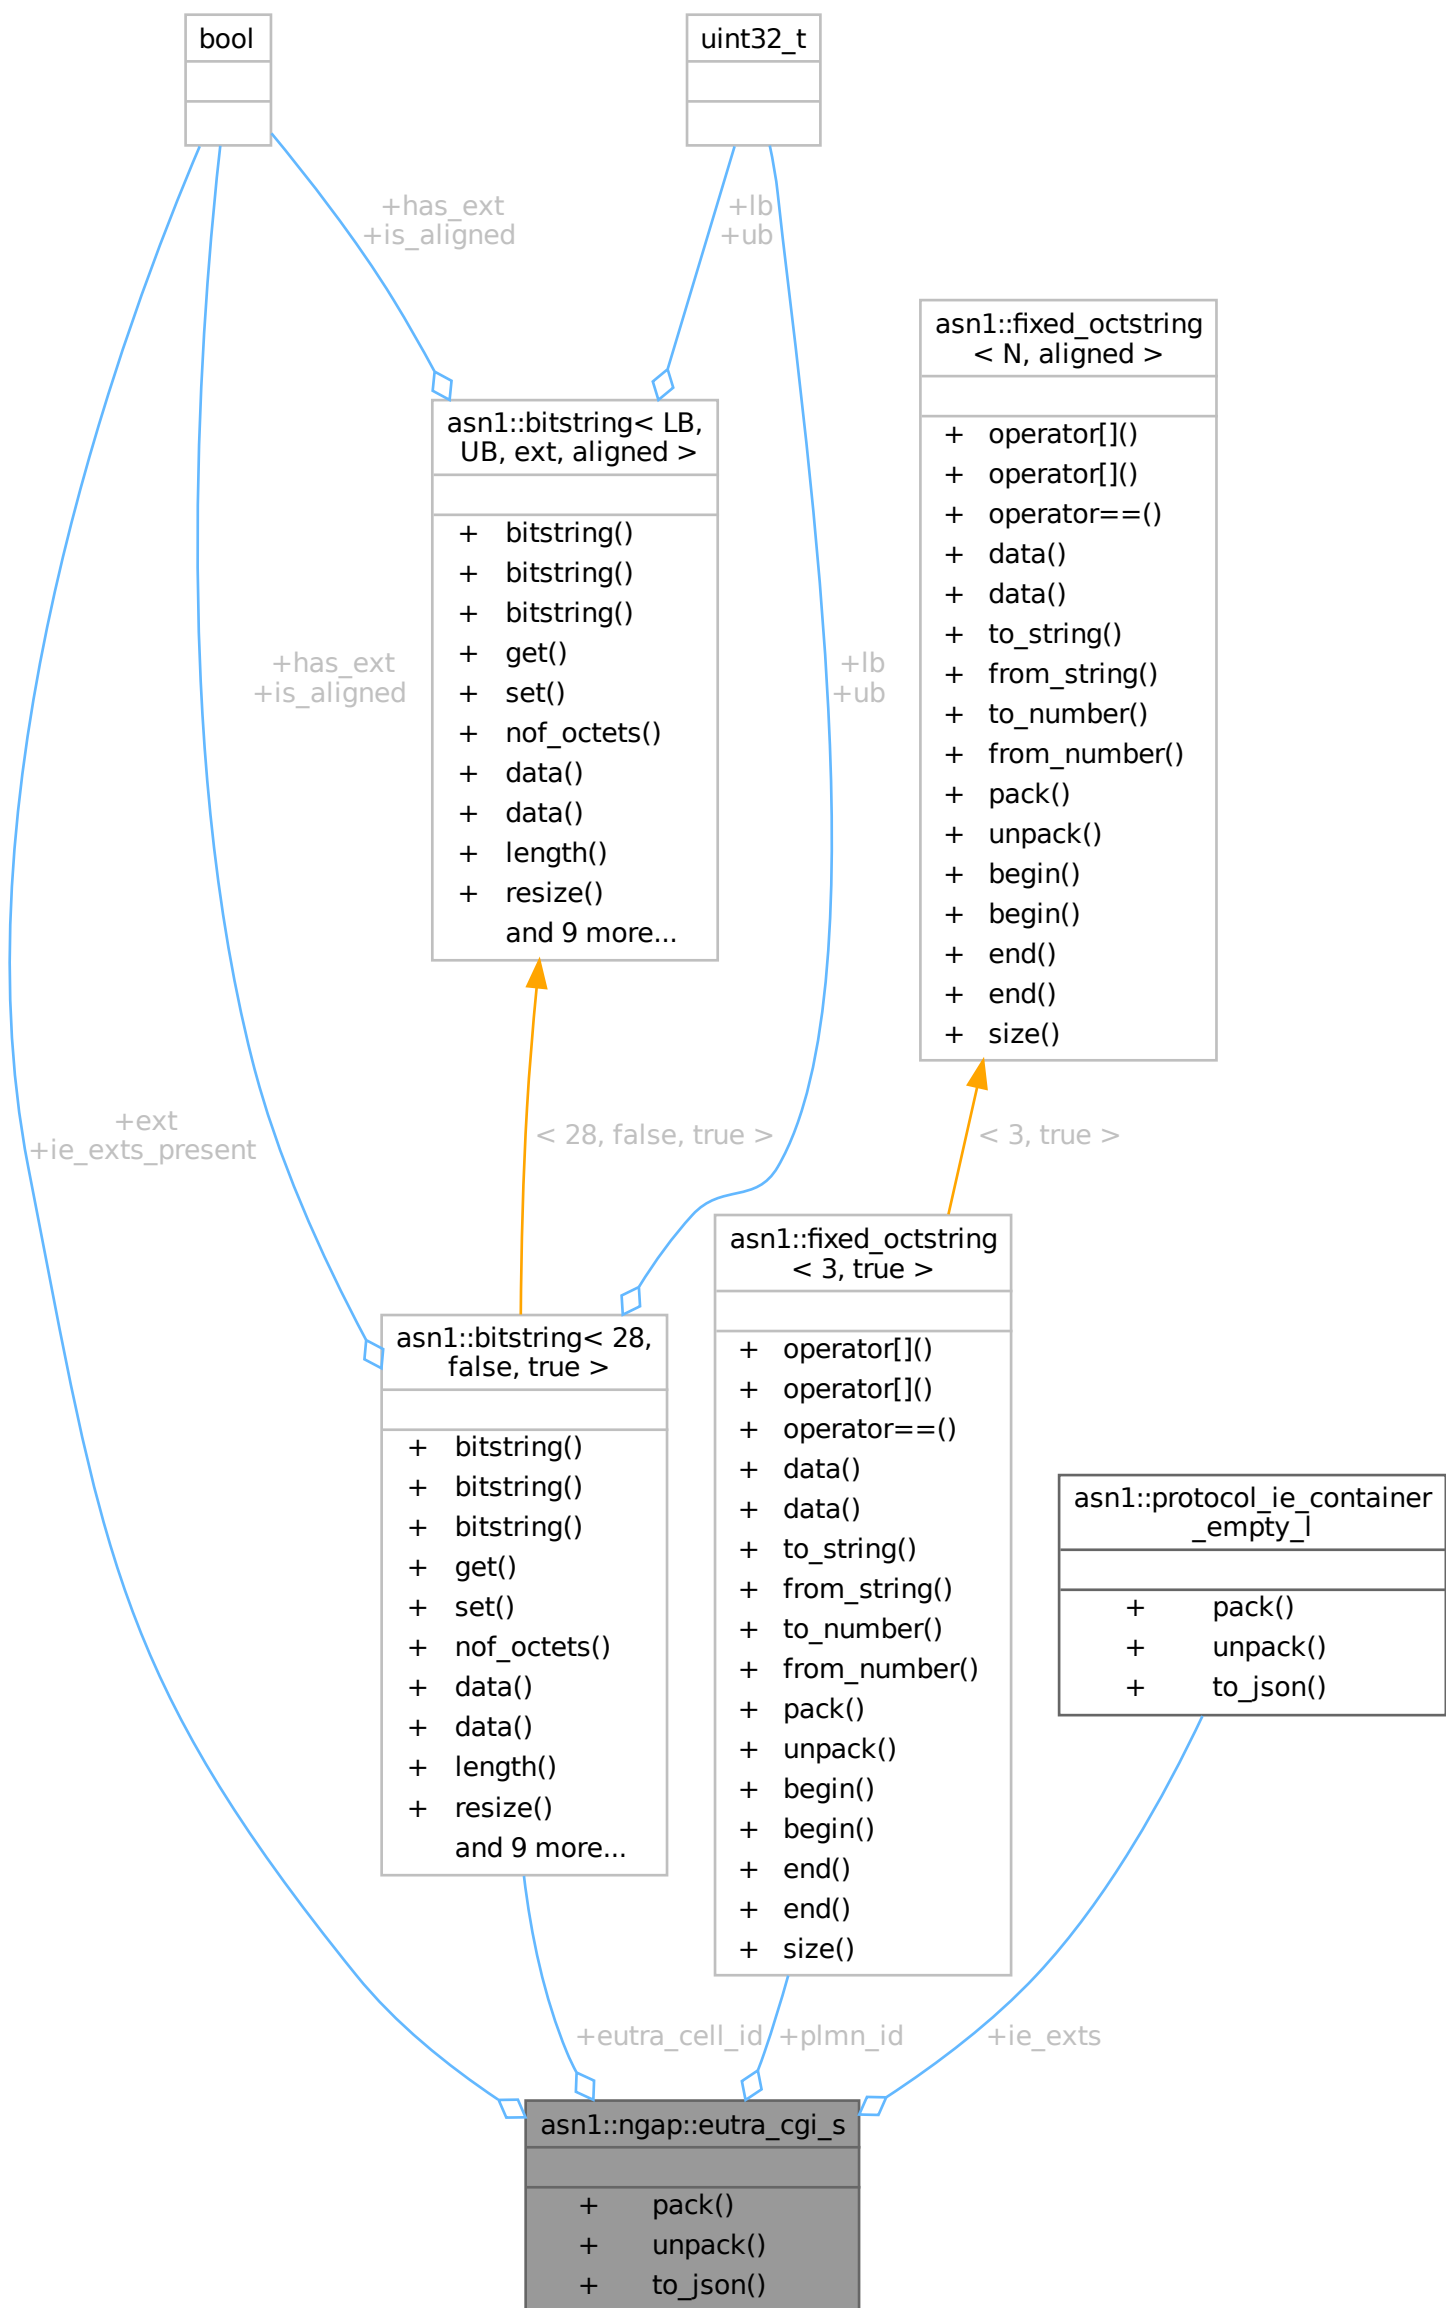 bool
uint32_t
+has_ext
+is_aligned
+lb
+ub
asn1::fixed_octstring
< N, aligned >
+ operator[]()
+ operator[]()
+ operator==()
+ data()
+ data()
+ to_string()
+ from_string()
+ to_number()
+ from_number()
+ pack()
+ unpack()
+ begin()
+ begin()
+ end()
+ end()
+ size()
asn1::bitstring< LB,
UB, ext, aligned >
+ bitstring()
+ bitstring()
+ bitstring()
+ get()
+ set()
+ nof_octets()
+ data()
+ data()
+ length()
+ resize()
and 9 more...
+has_ext
+is_aligned
+lb
+ub
+ext
+ie_exts_present
< 28, false, true >
< 3, true >
asn1::bitstring< 28,
false, true >
+ bitstring()
+ bitstring()
+ bitstring()
+ get()
+ set()
+ nof_octets()
+ data()
+ data()
+ length()
+ resize()
and 9 more...
asn1::fixed_octstring
< 3, true >
+ operator[]()
+ operator[]()
+ operator==()
+ data()
+ data()
+ to_string()
+ from_string()
+ to_number()
+ from_number()
+ pack()
+ unpack()
+ begin()
+ begin()
+ end()
+ end()
+ size()
asn1::protocol_ie_container
_empty_l
+ pack()
+ unpack()
+ to_json()
+eutra_cell_id
+plmn_id
+ie_exts
asn1::ngap::eutra_cgi_s
+ pack()
+ unpack()
+ to_json()